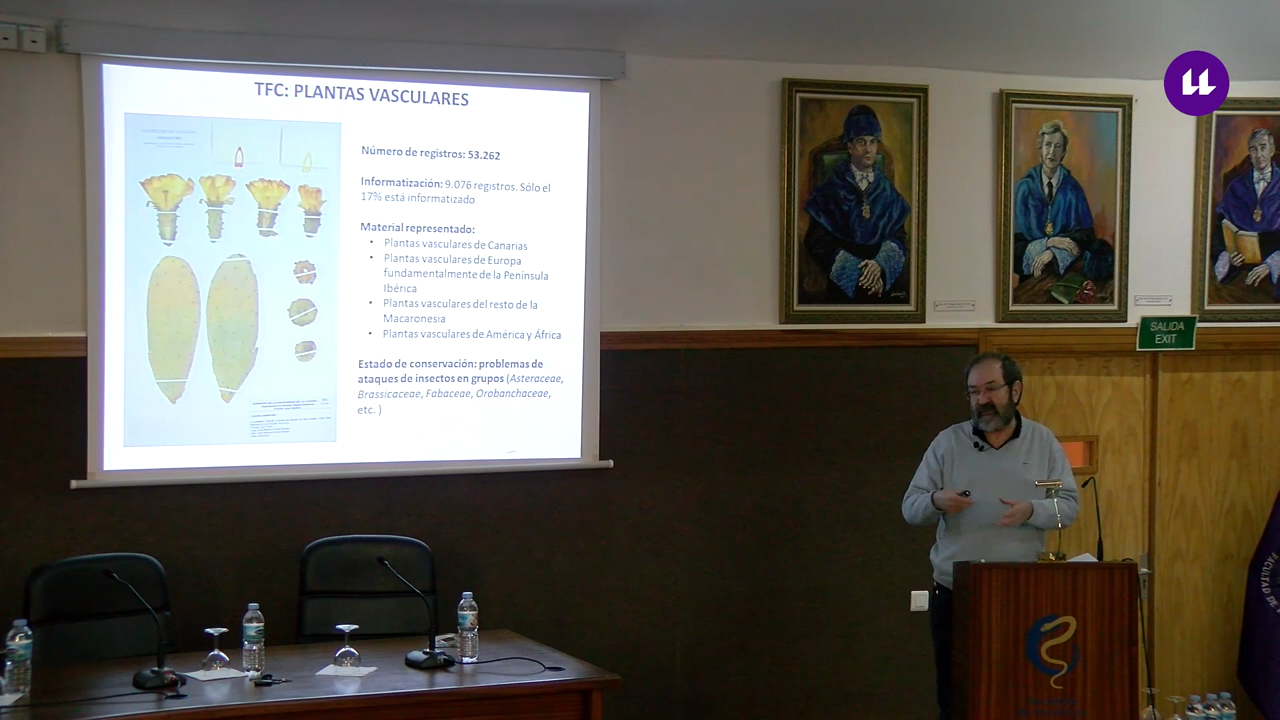 TFC: PLANTAS VASCULARES
Número de registros: 53.262
Informatización: 9.076 registros. Sólo el
17% está informatizado
Material representado:
• Plantas vasculares de Canarias
• Plantas vasculares de Europa
fundamentalmente de la Península
Ibérica
• Plantas vasculares del resto de la
Macaronesia
• Plantas vasculares de América y África
Estado de conservación: problemas de
ataques de insectos en grupos (Asteraceae,
Brassicaceae, Fabaceae, Orobanchaceae,
etc. )
SALIDA
EXIT
FACULTAD DE